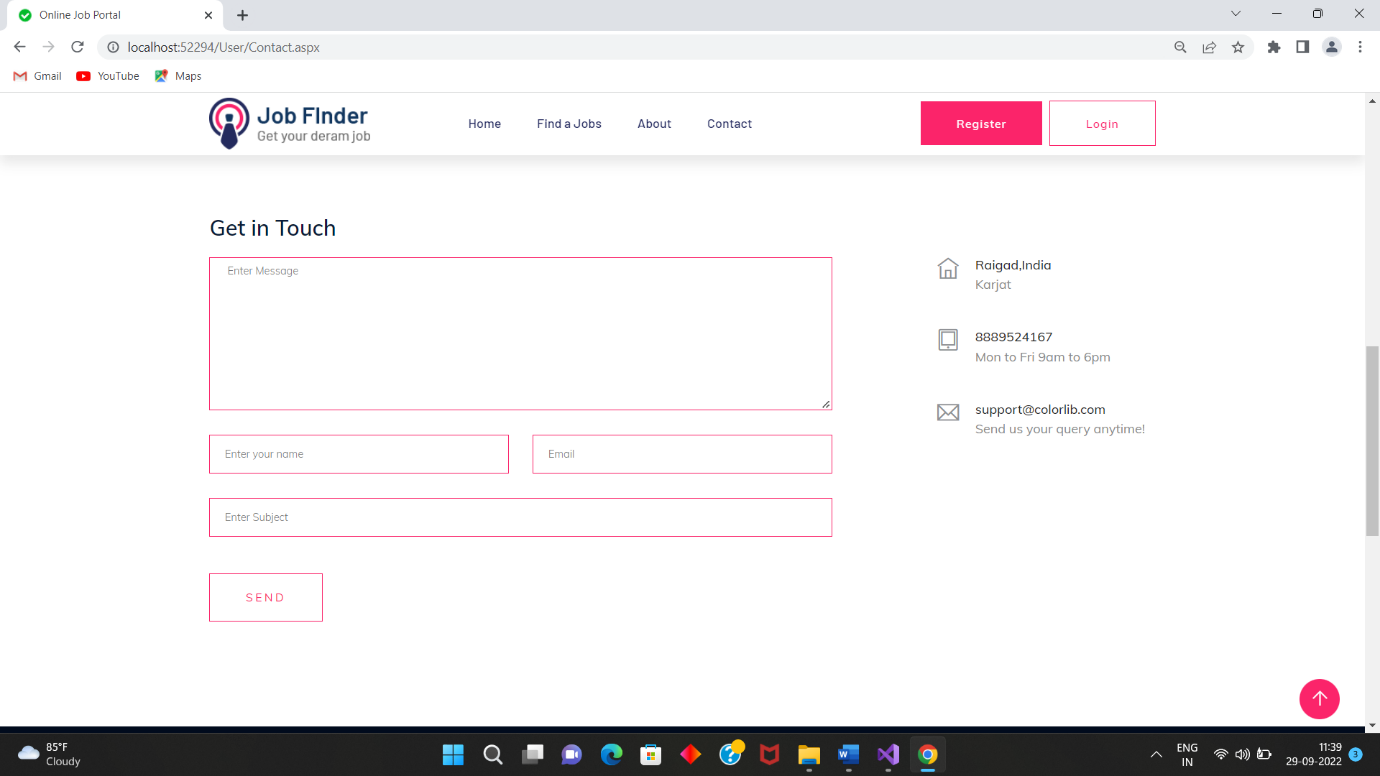 Online Job Portal
localhost:52294/User/Contact.aspx
Gmail YouTube Maps
Job FInder
Get your deram job
Home Find a Jobs About Contact
Register Login
Get in Touch
Enter Message
Enter your name Email
Enter Subject
SEND
Raigad,India
Karjat
8889524167
Mon to Fri 9am to 6pm
support@colorlib.com
Send us your query anytime!
85°F
Cloudy
ENG
IN
11:39
29-09-2022
3